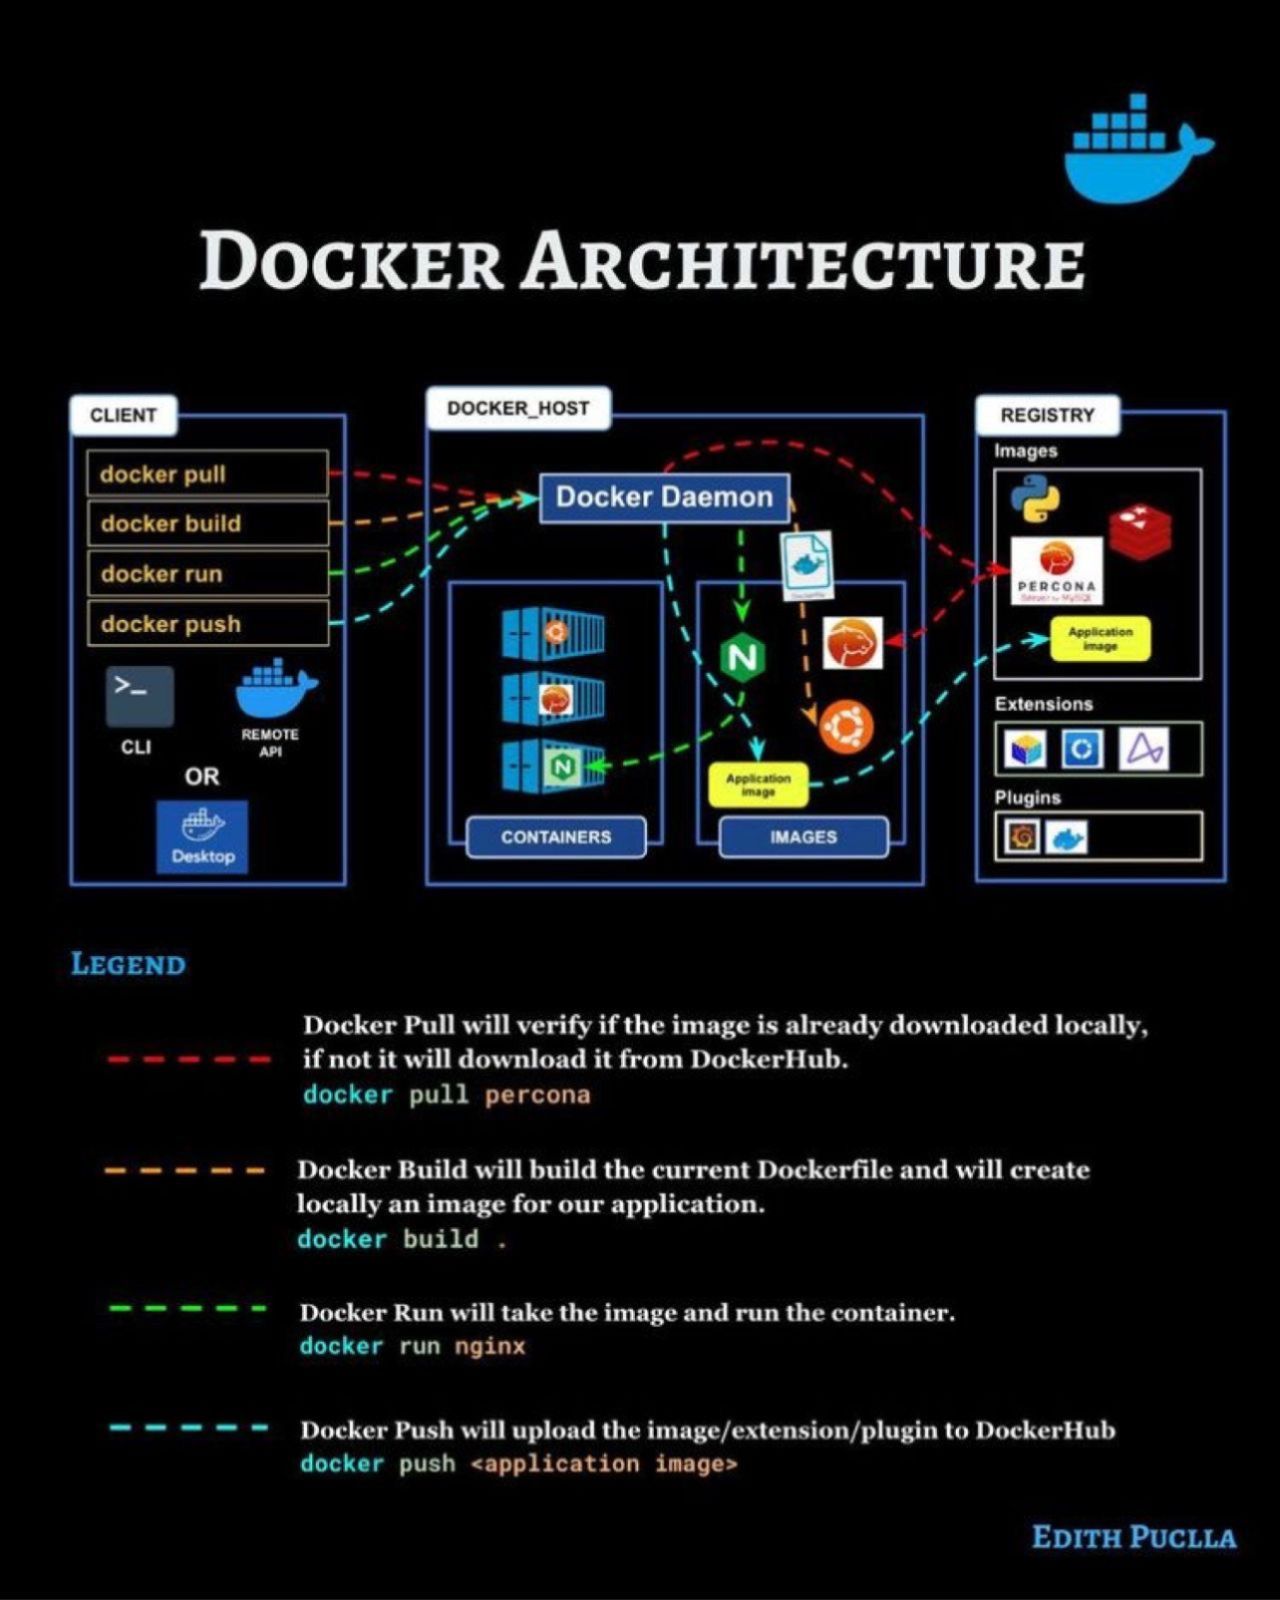 DOCKER ARCHITECTURE
CLIENT
docker pull
docker build
docker run
docker push
>_
CLI
REMOTE
API
OR
Desktop
DOCKER_HOST
Docker Daemon
N
N
Application
image
CONTAINERS
IMAGES
REGISTRY
Images
PERCONA
Server for MySQL
Application
image
Extensions
Plugins
LEGEND
Docker Pull will verify if the image is already downloaded locally,
if not it will download it from DockerHub.
docker pull percona
Docker Build will build the current Dockerfile and will create
locally an image for our application.
docker build .
Docker Run will take the image and run the container.
docker run nginx
Docker Push will upload the image/extension/plugin to DockerHub
docker push <application image>
EDITH PUCLLA